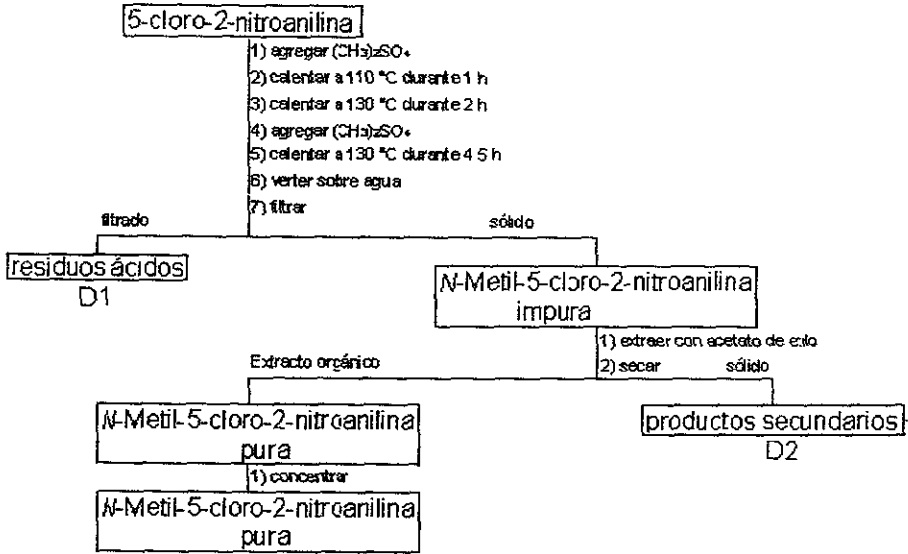 5-cloro-2-nitroanilina
1) agregar (CH3)2SO4
2) calentar a 110 °C durante 1 h
3) calentar a 130 °C durante 2 h
4) agregar (CH3)2SO4
5) calentar a 130 °C durante 4 5 h
6) verter sobre agua
7) filtrar
filtrado
sólido
residuos ácidos
D1
N-Metil-5-cloro-2-nitroanilina
impura
1) extraer con acetato de etilo
2) secar
sólido
Extracto orgánico
N-Metil-5-cloro-2-nitroanilina
pura
productos secundarios
D2
1) concentrar
N-Metil-5-cloro-2-nitroanilina
pura